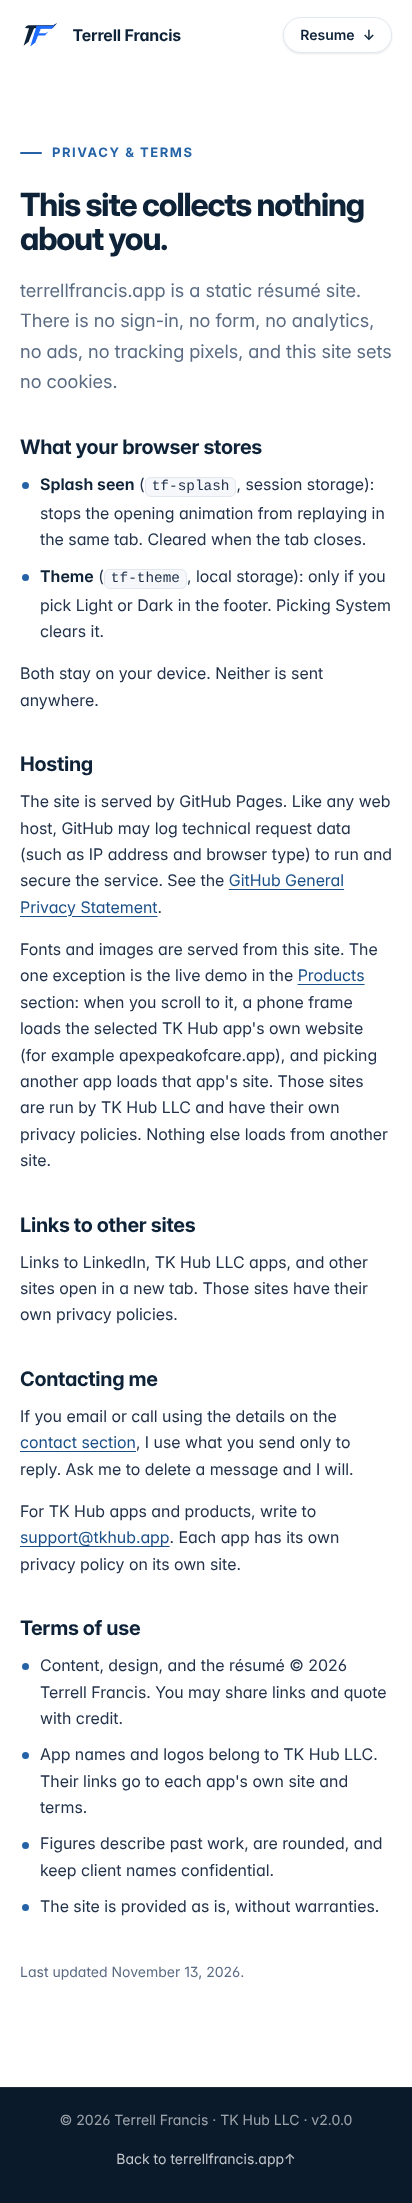 TF Terrell Francis Resume ↓
PRIVACY & TERMS
This site collects nothing
about you.
terrellfrancis.app is a static résumé site.
There is no sign-in, no form, no analytics,
no ads, no tracking pixels, and this site sets
no cookies.
What your browser stores
• Splash seen (tf-splash, session storage):
stops the opening animation from replaying in
the same tab. Cleared when the tab closes.
• Theme (tf-theme, local storage): only if you
pick Light or Dark in the footer. Picking System
clears it.
Both stay on your device. Neither is sent
anywhere.
Hosting
The site is served by GitHub Pages. Like any web
host, GitHub may log technical request data
(such as IP address and browser type) to run and
secure the service. See the GitHub General
Privacy Statement.
Fonts and images are served from this site. The
one exception is the live demo in the Products
section: when you scroll to it, a phone frame
loads the selected TK Hub app's own website
(for example apexpeakofcare.app), and picking
another app loads that app's site. Those sites
are run by TK Hub LLC and have their own
privacy policies. Nothing else loads from another
site.
Links to other sites
Links to LinkedIn, TK Hub LLC apps, and other
sites open in a new tab. Those sites have their
own privacy policies.
Contacting me
If you email or call using the details on the
contact section, I use what you send only to
reply. Ask me to delete a message and I will.
For TK Hub apps and products, write to
support@tkhub.app. Each app has its own
privacy policy on its own site.
Terms of use
• Content, design, and the résumé © 2026
Terrell Francis. You may share links and quote
with credit.
• App names and logos belong to TK Hub LLC.
Their links go to each app's own site and
terms.
• Figures describe past work, are rounded, and
keep client names confidential.
• The site is provided as is, without warranties.
Last updated November 13, 2026.
© 2026 Terrell Francis · TK Hub LLC · v2.0.0
Back to terrellfrancis.app↑